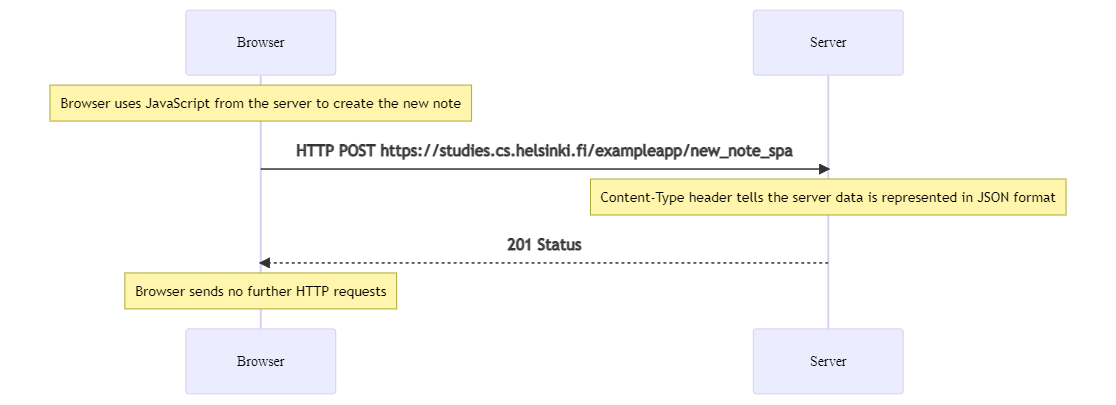 Browser
Server
Browser uses JavaScript from the server to create the new note
HTTP POST https://studies.cs.helsinki.fi/exampleapp/new_note_spa
Content-Type header tells the server data is represented in JSON format
201 Status
Browser sends no further HTTP requests
Browser
Server